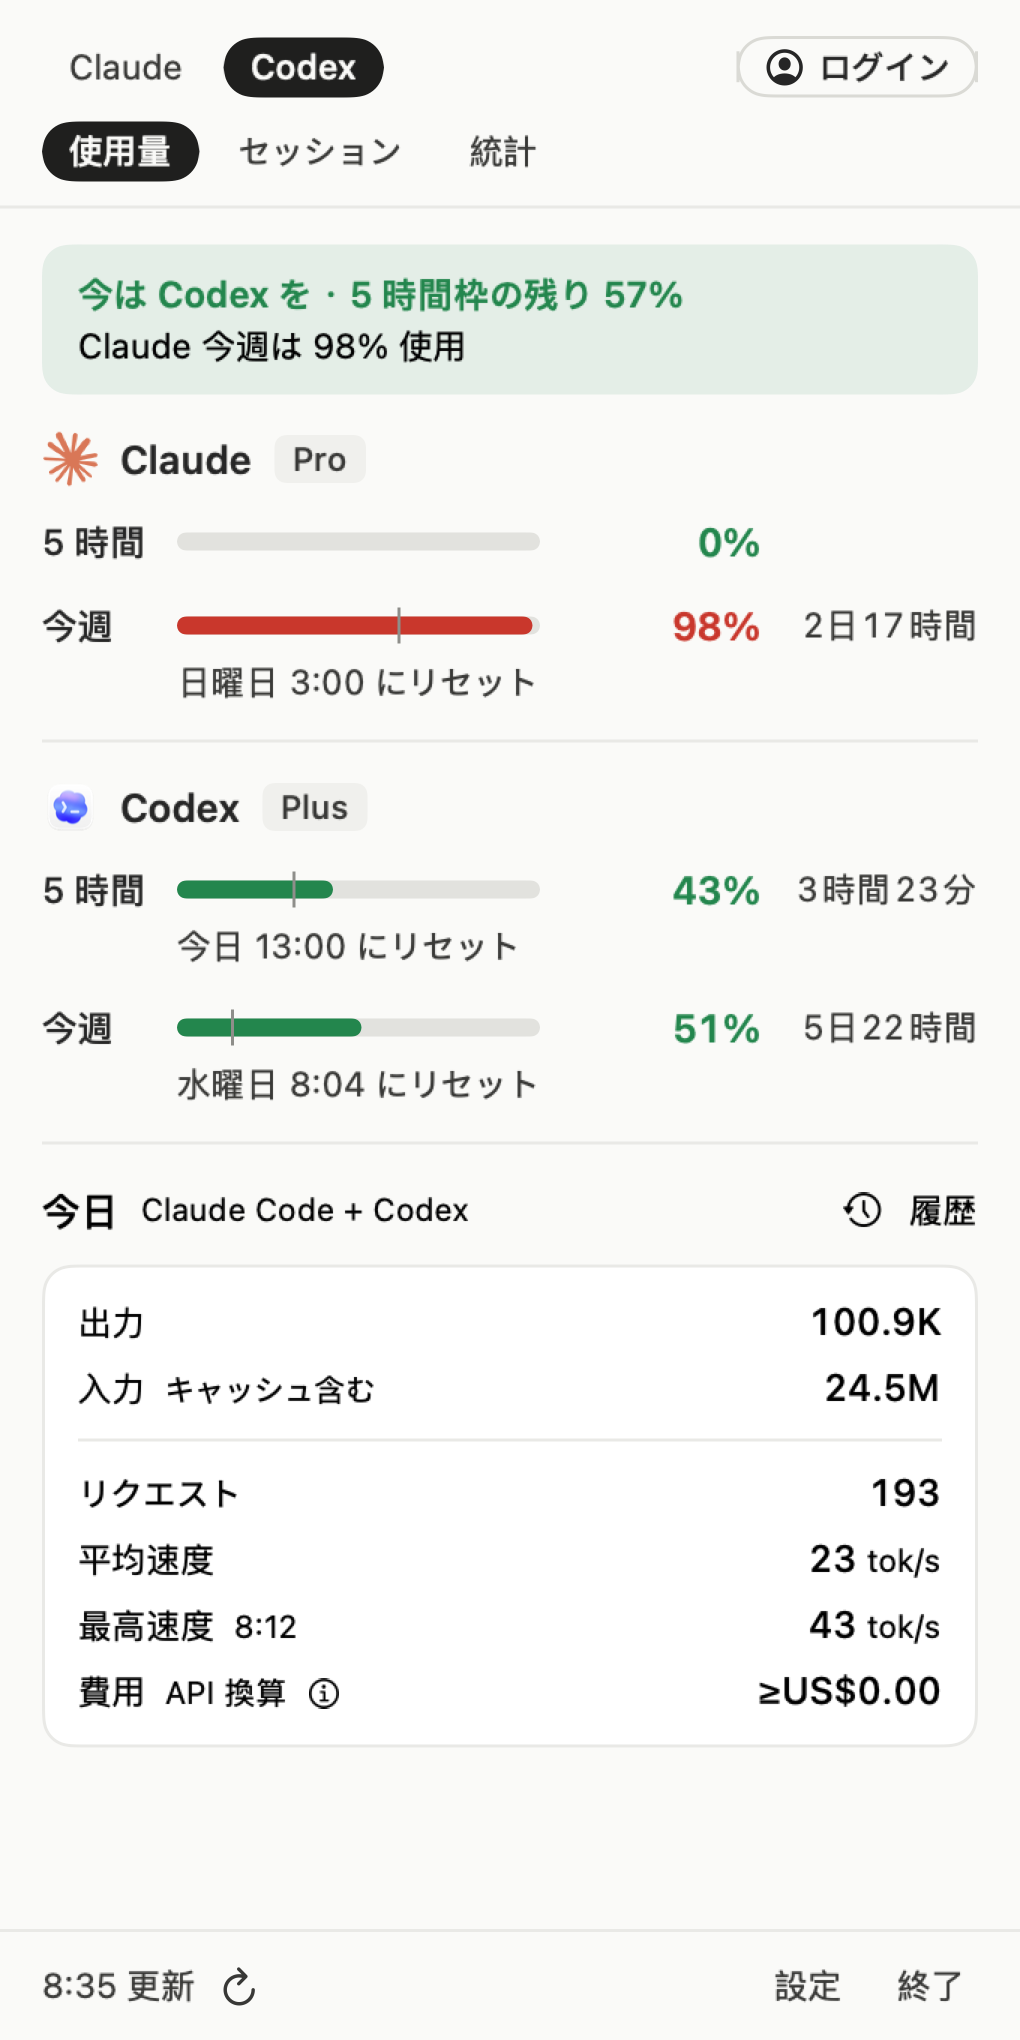 Claude Codex ログイン
使用量 セッション 統計
今は Codex を · 5 時間枠の残り 57%
Claude 今週は 98% 使用
Claude Pro
5 時間 0%
今週 98% 2日17時間
日曜日 3:00 にリセット
Codex Plus
5 時間 43% 3時間23分
今日 13:00 にリセット
今週 51% 5日22時間
水曜日 8:04 にリセット
今日 Claude Code + Codex 履歴
出力 100.9K
入力 キャッシュ含む 24.5M
リクエスト 193
平均速度 23 tok/s
最高速度 8:12 43 tok/s
費用 API 換算 ≥US$0.00
8:35 更新 設定 終了